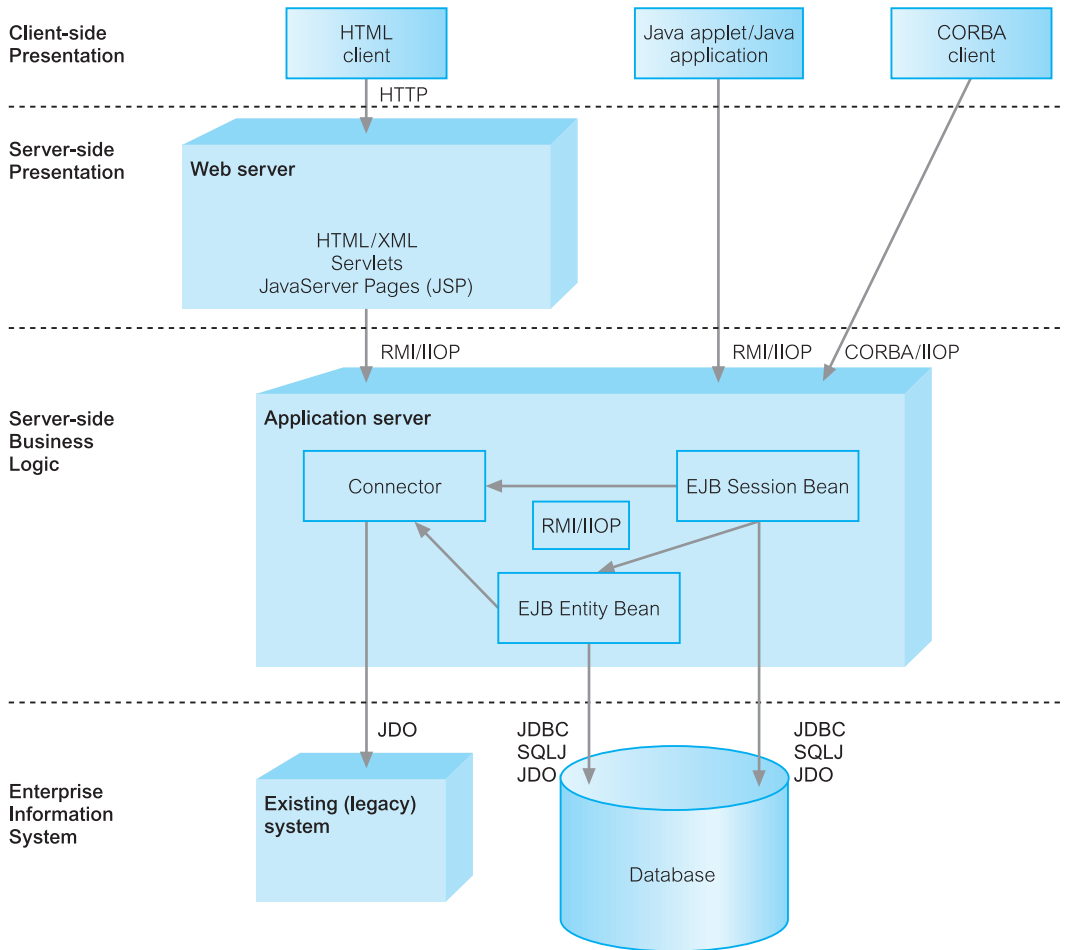 Client-side
Presentation
HTML
client
Java applet/Java
application
CORBA
client
HTTP
Server-side
Presentation
Web server
HTML/XML
Servlets
JavaServer Pages (JSP)
RMI/IIOP
RMI/IIOP
CORBA/IIOP
Server-side
Business
Logic
Application server
Connector
EJB Session Bean
RMI/IIOP
EJB Entity Bean
JDO
JDBC
SQLJ
JDO
JDBC
SQLJ
JDO
Enterprise
Information
System
Existing (legacy)
system
Database